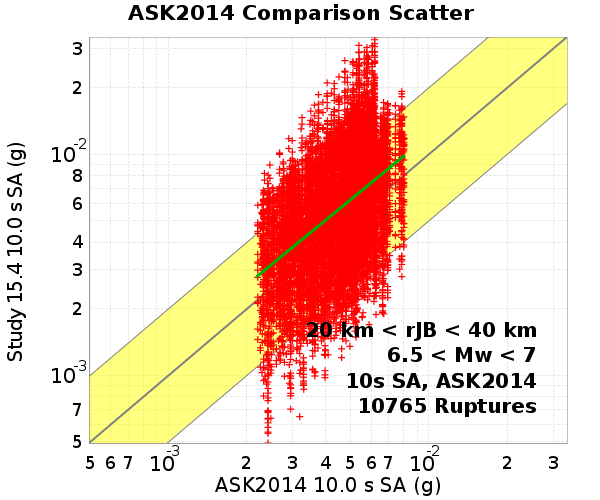 ASK2014 Comparison Scatter
Study 15.4 10.0 s SA (g)
3
2
10-2
8
6
4
3
2
10-3
7
5
20 km < rJB < 40 km
6.5 < Mw < 7
10s SA, ASK2014
10765 Ruptures
5 6 7 10-3 2 3 4 5 6 7 10-2 2 3
ASK2014 10.0 s SA (g)